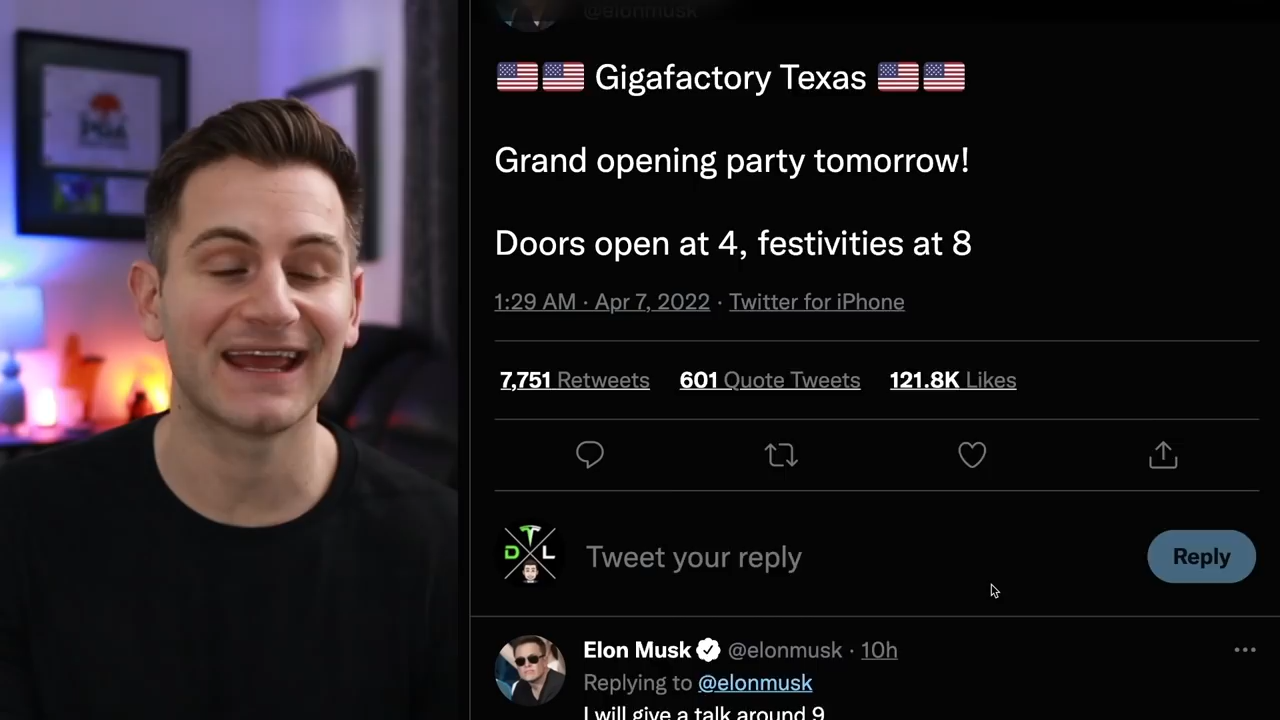 @elonmusk
🇺🇸🇺🇸 Gigafactory Texas 🇺🇸🇺🇸
Grand opening party tomorrow!
Doors open at 4, festivities at 8
1:29 AM · Apr 7, 2022 · Twitter for iPhone
7,751 Retweets 601 Quote Tweets 121.8K Likes
D L
Tweet your reply
Reply
Elon Musk @elonmusk · 10h
Replying to @elonmusk
I will give a talk around 9